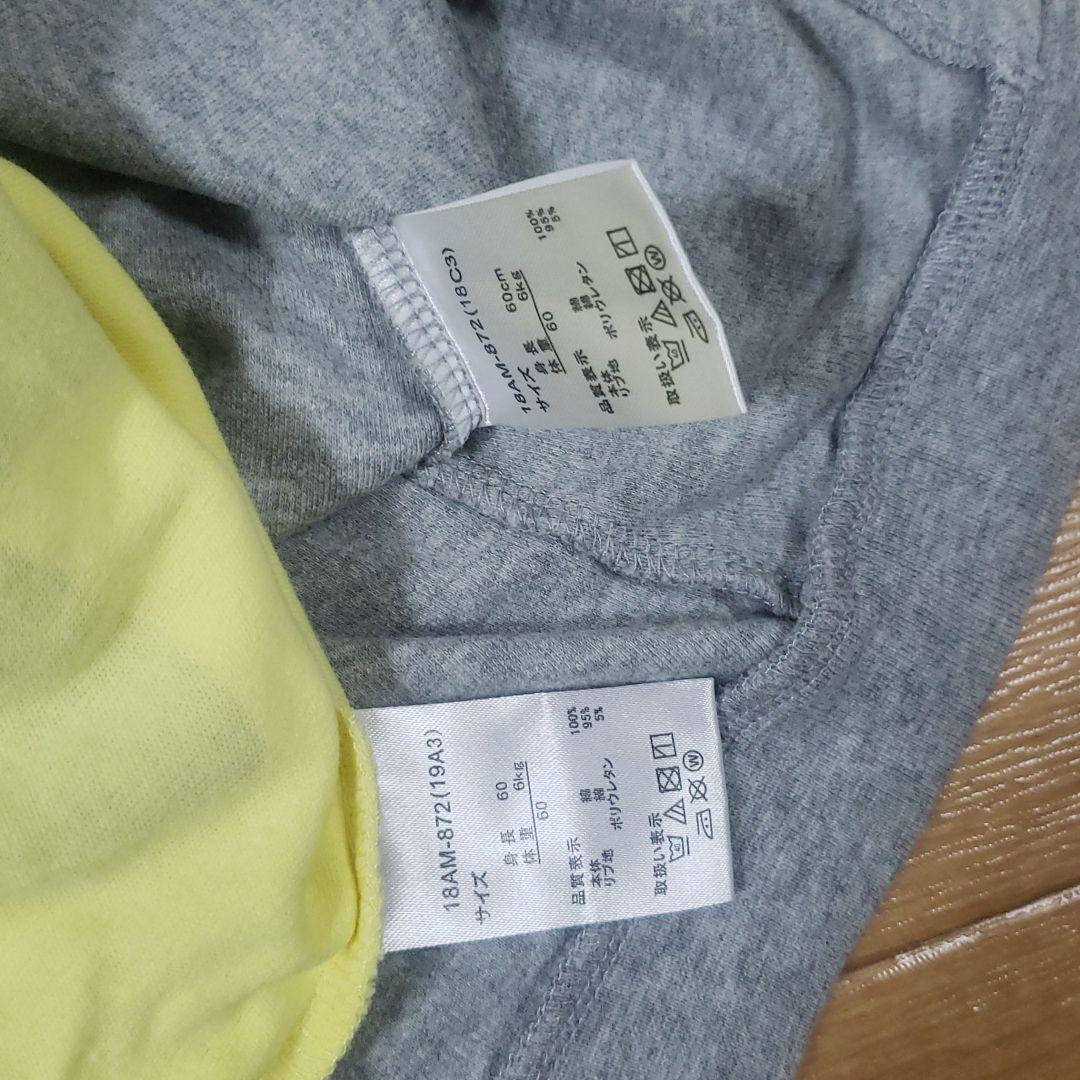 18AM-872(18C3)
サイズ
身長 60cm
体重 6kg
60
品質表示
本体 綿 100%
リブ地 綿 95%
ポリウレタン 5%
取扱い表示
40
W
18AM-872(19A3)
サイズ
身長 60
体重 6kg
60
品質表示
本体 綿 100%
リブ地 綿 95%
ポリウレタン 5%
取扱い表示
40
W